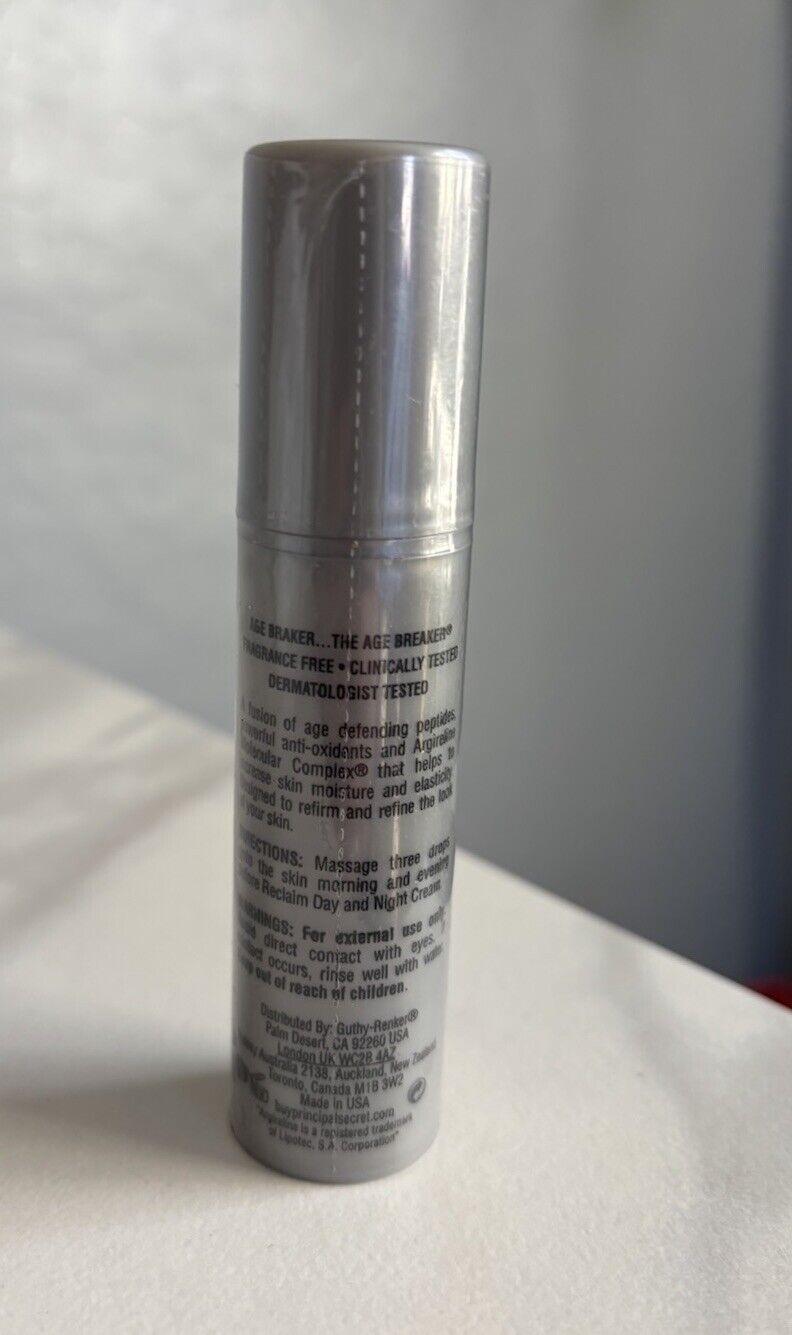 AGE BRAKER...THE AGE BREAKER®
FRAGRANCE FREE • CLINICALLY TESTED
DERMATOLOGIST TESTED
A fusion of age defending peptides,
powerful anti-oxidants and Argireline
Molecular Complex® that helps to
increase skin moisture and elasticity
designed to refirm and refine the look
of your skin.
DIRECTIONS: Massage three drops
into the skin morning and evening
before Reclaim Day and Night Cream.
WARNINGS: For external use only.
Avoid direct contact with eyes. If
contact occurs, rinse well with water.
Keep out of reach of children.
Distributed By: Guthy-Renker®
Palm Desert, CA 92260 USA
London UK WC2B 4AZ
Australia 2138, Auckland, New Zealand
Toronto, Canada M1B 3W2
Made in USA
buyprincipalsecret.com
"Argireline is a registered trademark
of Lipotec, S.A. Corporation"